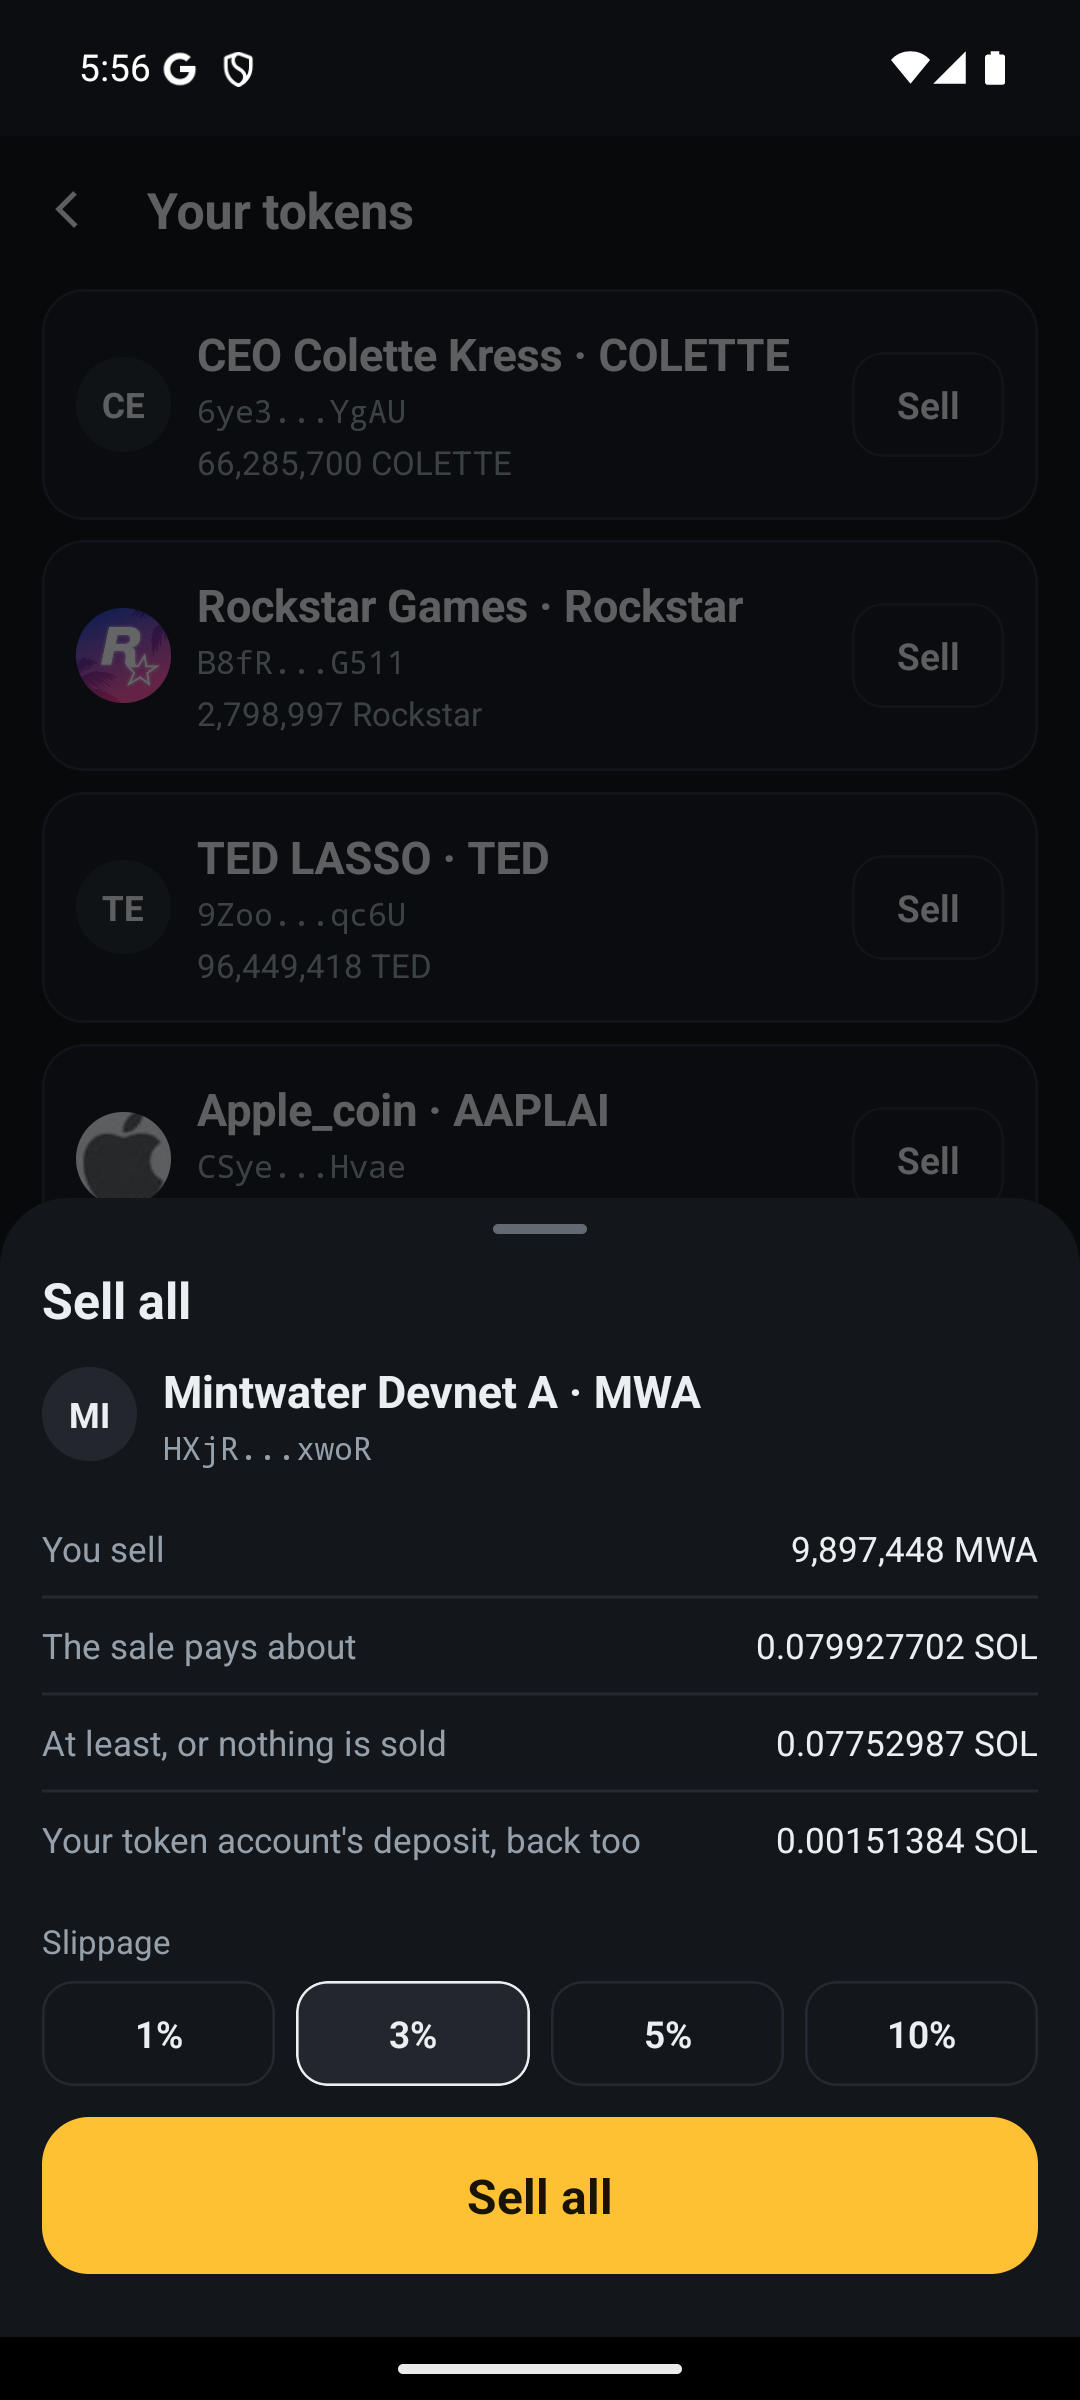 5:56
Your tokens
CE
CEO Colette Kress · COLETTE
6ye3...YgAU
66,285,700 COLETTE
Sell
R
Rockstar Games · Rockstar
B8fR...G511
2,798,997 Rockstar
Sell
TE
TED LASSO · TED
9Zoo...qc6U
96,449,418 TED
Sell
Apple_coin · AAPLAI
CSye...Hvae
Sell
Sell all
MI
Mintwater Devnet A · MWA
HXjR...xwoR
You sell 9,897,448 MWA
The sale pays about 0.079927702 SOL
At least, or nothing is sold 0.07752987 SOL
Your token account's deposit, back too 0.00151384 SOL
Slippage
1% 3% 5% 10%
Sell all